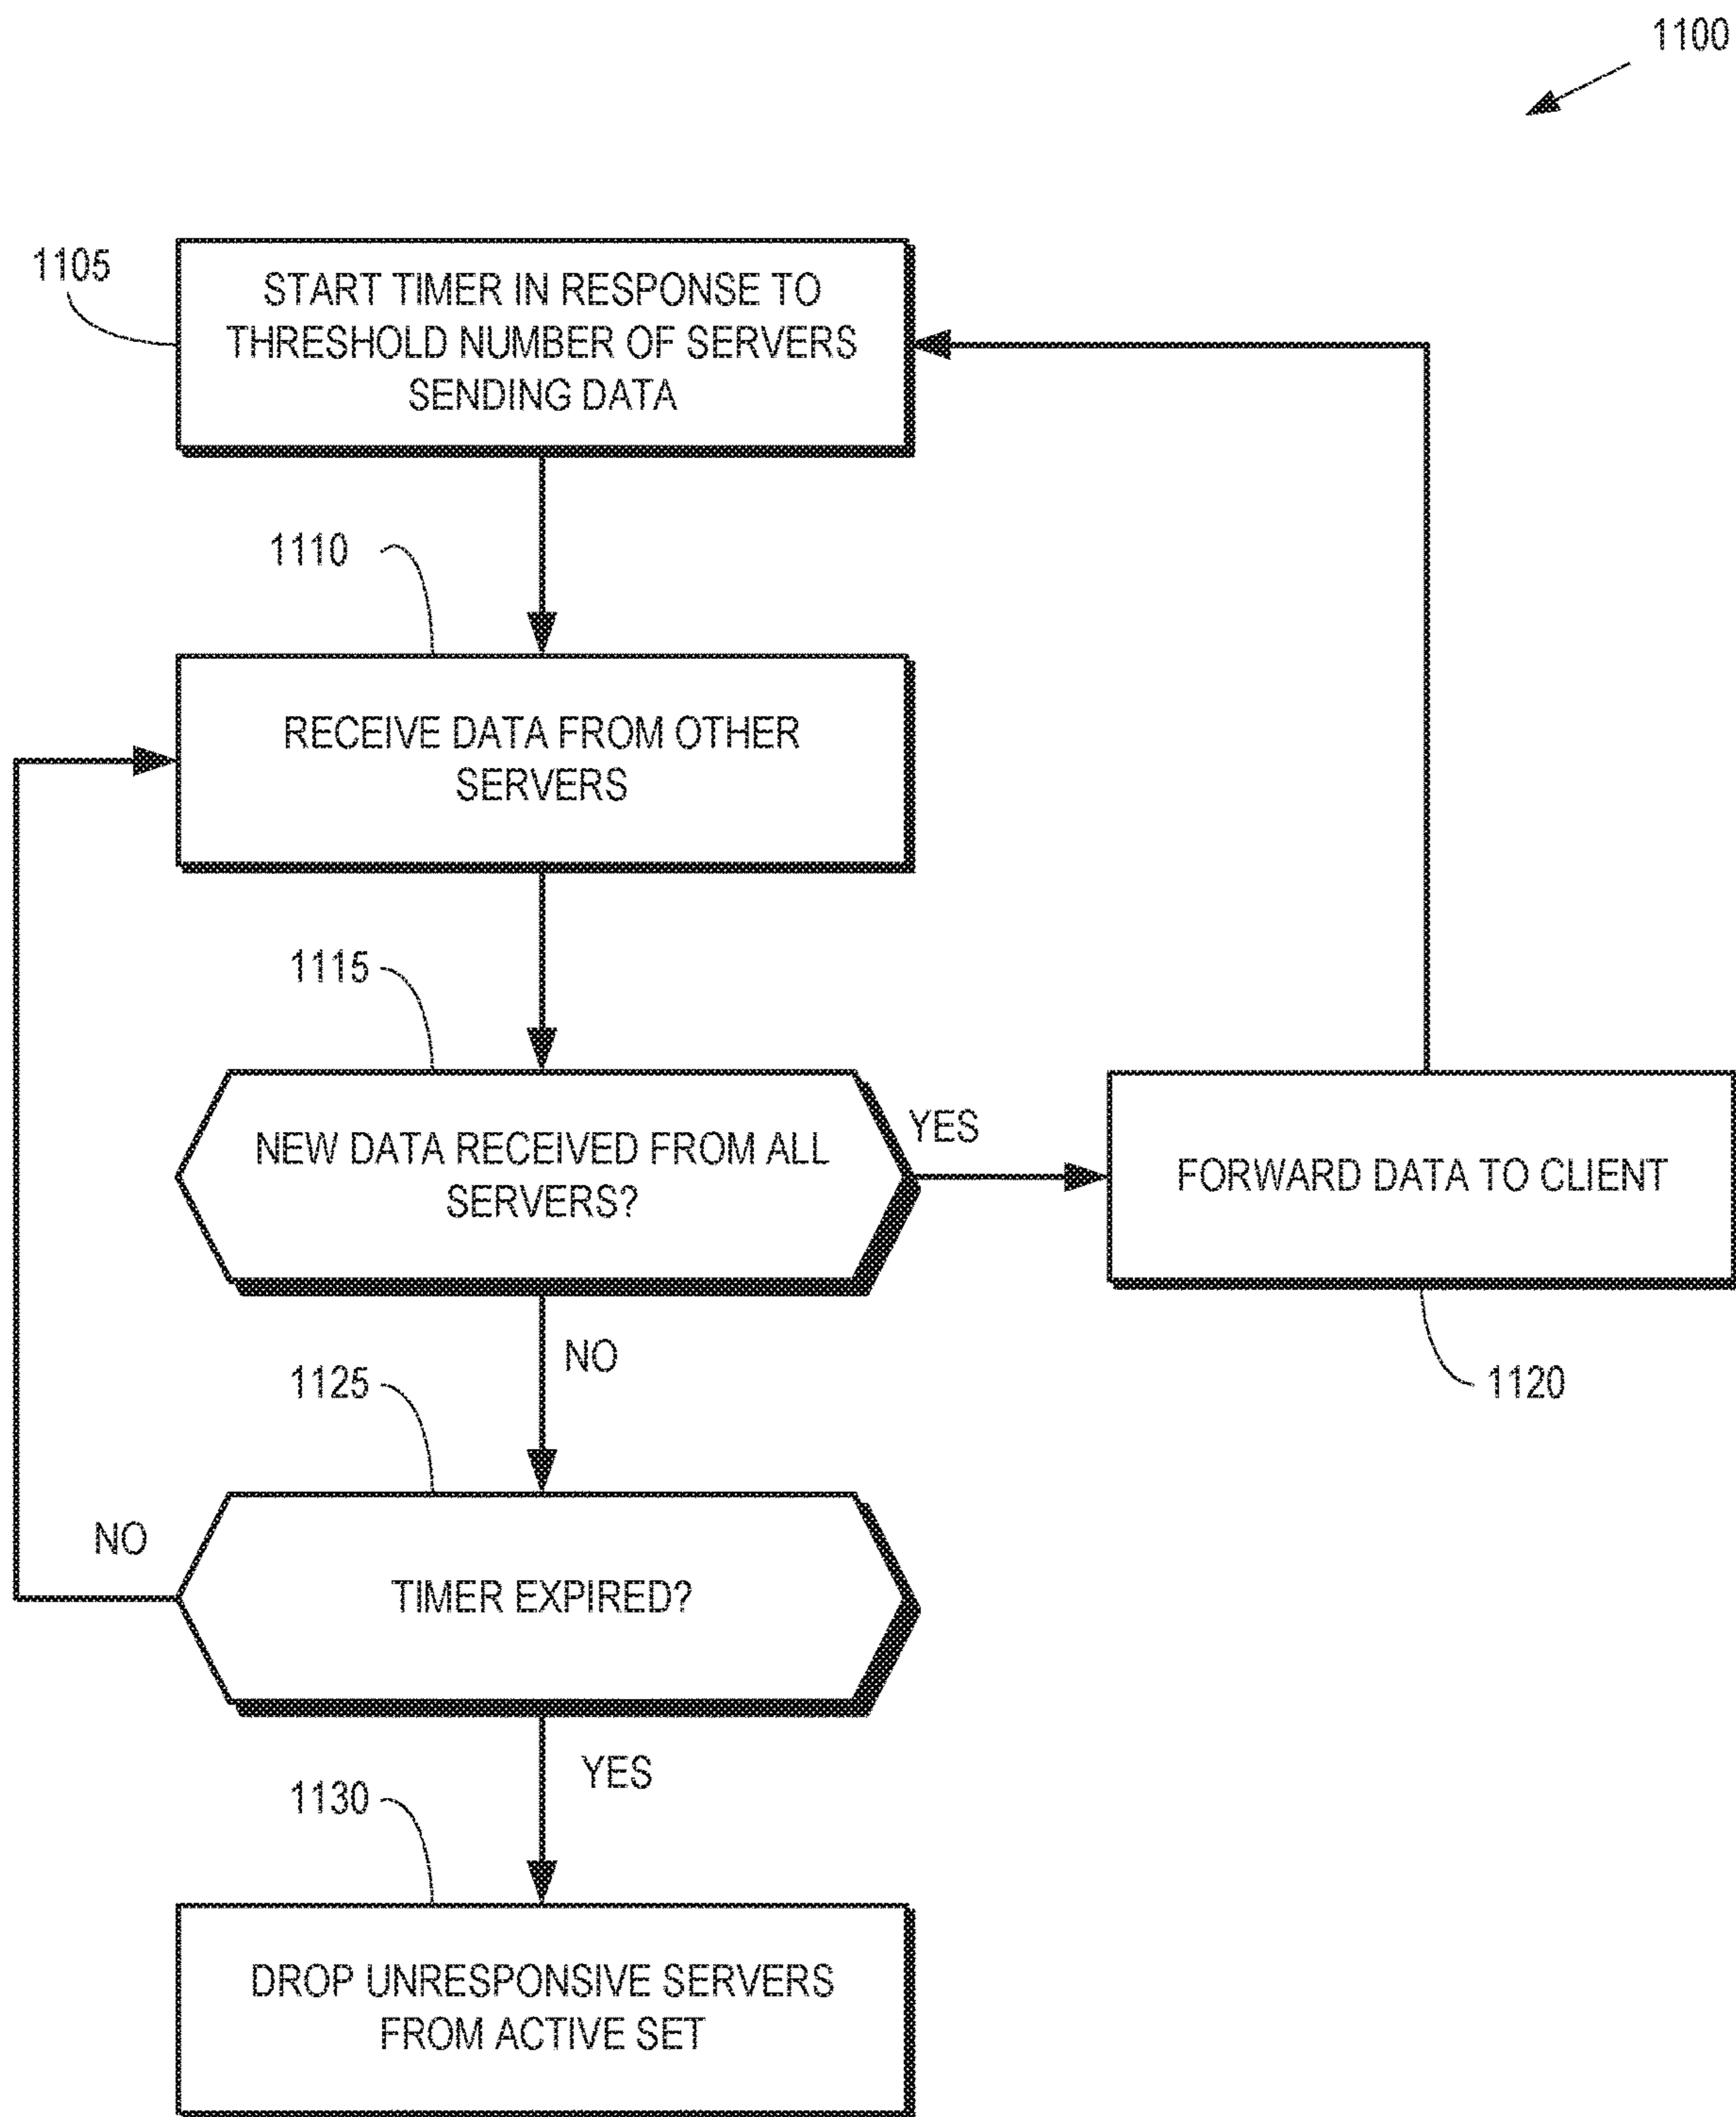 1100
1105
START TIMER IN RESPONSE TO
THRESHOLD NUMBER OF SERVERS
SENDING DATA
1110
RECEIVE DATA FROM OTHER
SERVERS
1115
NEW DATA RECEIVED FROM ALL
SERVERS?
YES
FORWARD DATA TO CLIENT
1120
NO
1125
NO
TIMER EXPIRED?
YES
1130
DROP UNRESPONSIVE SERVERS
FROM ACTIVE SET